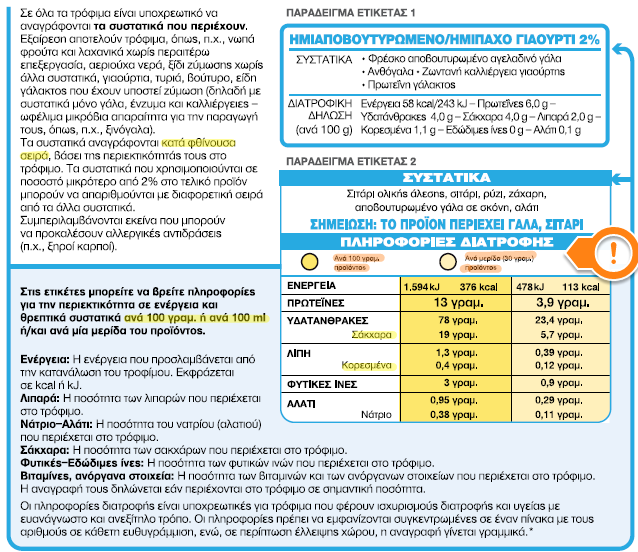 Σε όλα τα τρόφιμα είναι υποχρεωτικό να
αναγράφονται τα συστατικά που περιέχουν.
Εξαίρεση αποτελούν τρόφιμα, όπως, π.χ., νωπά
φρούτα και λαχανικά χωρίς περαιτέρω
επεξεργασία, αεριούχα νερά, ξίδι ζύμωσης χωρίς
άλλα συστατικά, γιαούρτια, τυριά, βούτυρο, είδη
γάλακτος που έχουν υποστεί ζύμωση (δηλαδή με
συστατικά μόνο γάλα, ένζυμα και καλλιέργειες –
ωφέλιμα μικρόβια απαραίτητα για την παραγωγή
τους, όπως, π.χ., ξινόγαλα).
Τα συστατικά αναγράφονται κατά φθίνουσα
σειρά, βάσει της περιεκτικότητάς τους στο
τρόφιμο. Τα συστατικά που χρησιμοποιούνται σε
ποσοστό μικρότερο από 2% στο τελικό προϊόν
μπορούν να απαριθμούνται με διαφορετική σειρά
από τα άλλα συστατικά.
Συμπεριλαμβάνονται εκείνα που μπορούν
να προκαλέσουν αλλεργικές αντιδράσεις
(π.χ., ξηροί καρποί).
ΠΑΡΑΔΕΙΓΜΑ ΕΤΙΚΕΤΑΣ 1
ΗΜΙΑΠΟΒΟΥΤΥΡΩΜΕΝΟ/ΗΜΙΠΑΧΟ ΓΙΑΟΥΡΤΙ 2%
ΣΥΣΤΑΤΙΚΑ • Φρέσκο αποβουτυρωμένο αγελαδινό γάλα
• Ανθόγαλα • Ζωντανή καλλιέργεια γιαούρτης
• Πρωτεΐνη γάλακτος
ΔΙΑΤΡΟΦΙΚΗ Ενέργεια 58 kcal/243 kJ – Πρωτεΐνες 6,0 g –
ΔΗΛΩΣΗ Υδατάνθρακες 4,0 g – Σάκχαρα 4,0 g – Λιπαρά 2,0 g –
(ανά 100 g) Κορεσμένα 1,1 g – Εδώδιμες ίνες 0 g – Αλάτι 0,1 g
ΠΑΡΑΔΕΙΓΜΑ ΕΤΙΚΕΤΑΣ 2
ΣΥΣΤΑΤΙΚΑ
Σιτάρι ολικής άλεσης, σιτάρι, ρύζι, ζάχαρη,
αποβουτυρωμένο γάλα σε σκόνη, αλάτι
ΣΗΜΕΙΩΣΗ: ΤΟ ΠΡΟΪΟΝ ΠΕΡΙΕΧΕΙ ΓΑΛΑ, ΣΙΤΑΡΙ
ΠΛΗΡΟΦΟΡΙΕΣ ΔΙΑΤΡΟΦΗΣ
Ανά 100 γραμ. προϊόντος
Ανά μερίδα (30 γραμ.) προϊόντος
!
ΕΝΕΡΓΕΙΑ 1,594 kJ 376 kcal 478 kJ 113 kcal
ΠΡΩΤΕΪΝΕΣ 13 γραμ. 3,9 γραμ.
ΥΔΑΤΑΝΘΡΑΚΕΣ 78 γραμ. 23,4 γραμ.
Σάκχαρα 19 γραμ. 5,7 γραμ.
ΛΙΠΗ 1,3 γραμ. 0,39 γραμ.
Κορεσμένα 0,4 γραμ. 0,12 γραμ.
ΦΥΤΙΚΕΣ ΙΝΕΣ 3 γραμ. 0,9 γραμ.
ΑΛΑΤΙ 0,95 γραμ. 0,29 γραμ.
Νάτριο 0,38 γραμ. 0,11 γραμ.
Στις ετικέτες μπορείτε να βρείτε πληροφορίες
για την περιεκτικότητα σε ενέργεια και
θρεπτικά συστατικά ανά 100 γραμ. ή ανά 100 ml
ή/και ανά μία μερίδα του προϊόντος.
Ενέργεια: Η ενέργεια που προσλαμβάνεται από
την κατανάλωση του τροφίμου. Εκφράζεται
σε kcal ή kJ.
Λιπαρά: Η ποσότητα των λιπαρών που περιέχεται
στο τρόφιμο.
Νάτριο–Αλάτι: Η ποσότητα του νατρίου (αλατιού)
που περιέχεται στο τρόφιμο.
Σάκχαρα: Η ποσότητα των σακχάρων που περιέχεται στο τρόφιμο.
Φυτικές–Εδώδιμες ίνες: Η ποσότητα των φυτικών ινών που περιέχεται στο τρόφιμο.
Βιταμίνες, ανόργανα στοιχεία: Η ποσότητα των βιταμινών και των ανόργανων στοιχείων που περιέχεται στο τρόφιμο.
Η αναγραφή τους δηλώνεται εάν περιέχονται στο τρόφιμο σε σημαντική ποσότητα.
Οι πληροφορίες διατροφής είναι υποχρεωτικές για τρόφιμα που φέρουν ισχυρισμούς διατροφής και υγείας με
ευανάγνωστο και ανεξίτηλο τρόπο. Οι πληροφορίες πρέπει να εμφανίζονται συγκεντρωμένες σε έναν πίνακα με τους
αριθμούς σε κάθετη ευθυγράμμιση, ενώ, σε περίπτωση έλλειψης χώρου, η αναγραφή γίνεται γραμμικά.*